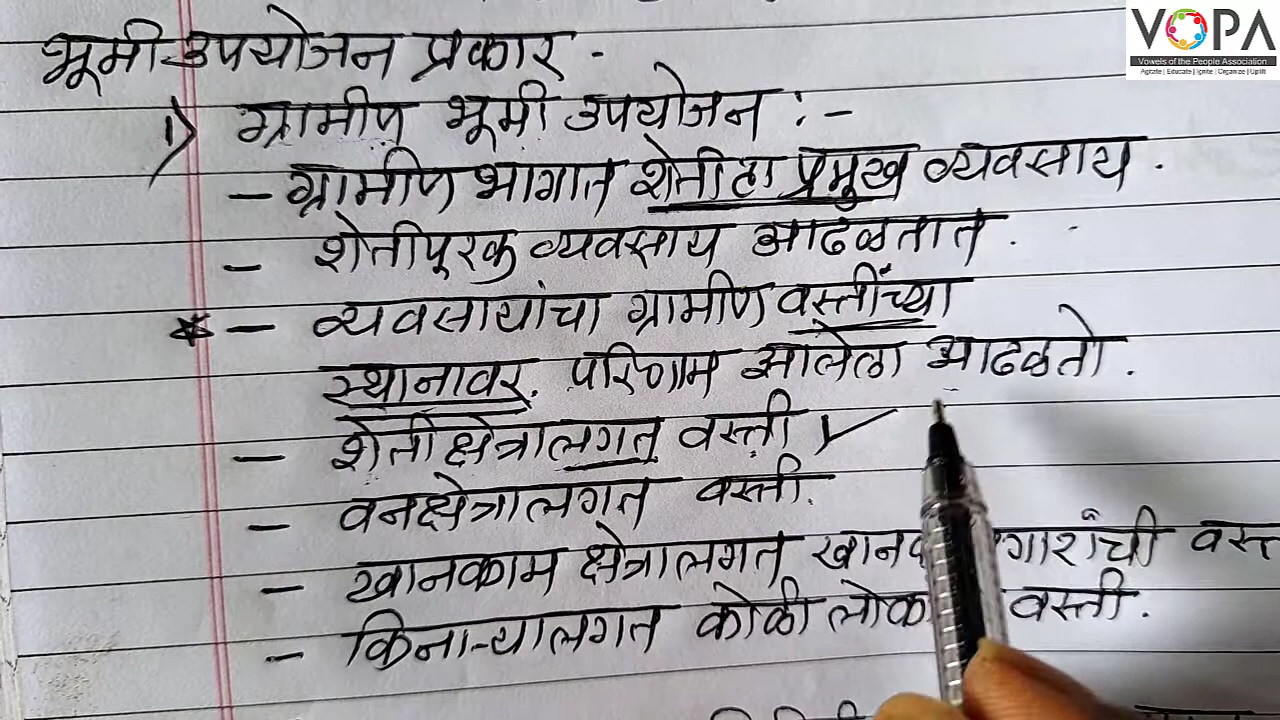 VOPA
Vowels of the People Association
Agitate | Educate | Ignite | Organize | Uplift
भूमी उपयोजन प्रकार -
1) ग्रामीण भूमी उपयोजन :-
- ग्रामीण भागात शेती हा प्रमुख व्यवसाय .
- शेतीपूरक व्यवसाय आढळतात .
* - व्यवसायांचा ग्रामीण वस्तींच्या
स्थानावर परिणाम झालेला आढळतो .
- शेतीक्षेत्रालगत वस्ती
- वनक्षेत्रालगत वस्ती.
- खानकाम क्षेत्रालगत
- किनाऱ्यालगत कोळी वस्ती.